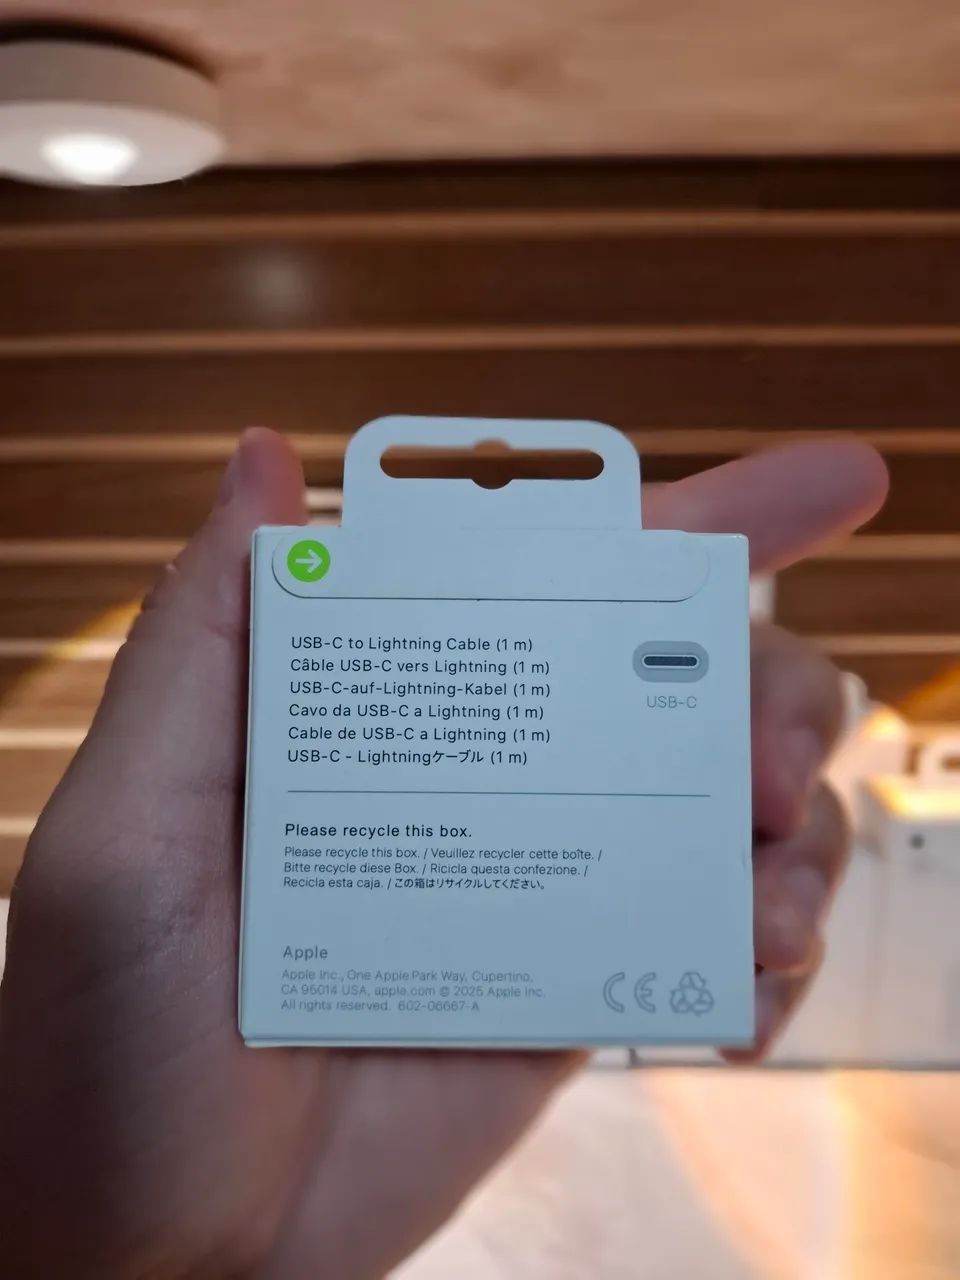 USB-C to Lightning Cable (1 m)
Câble USB-C vers Lightning (1 m)
USB-C-auf-Lightning-Kabel (1 m)
Cavo da USB-C a Lightning (1 m)
Cable de USB-C a Lightning (1 m)
USB-C - Lightningケーブル (1 m)
USB-C
Please recycle this box.
Please recycle this box. / Veuillez recycler cette boîte. /
Bitte recycle diese Box. / Ricicla questa confezione. /
Recicla esta caja. / この箱はリサイクルしてください。
Apple
Apple Inc., One Apple Park Way, Cupertino,
CA 95014 USA, apple.com © 2025 Apple Inc.
All rights reserved. 602-06667-A
CE